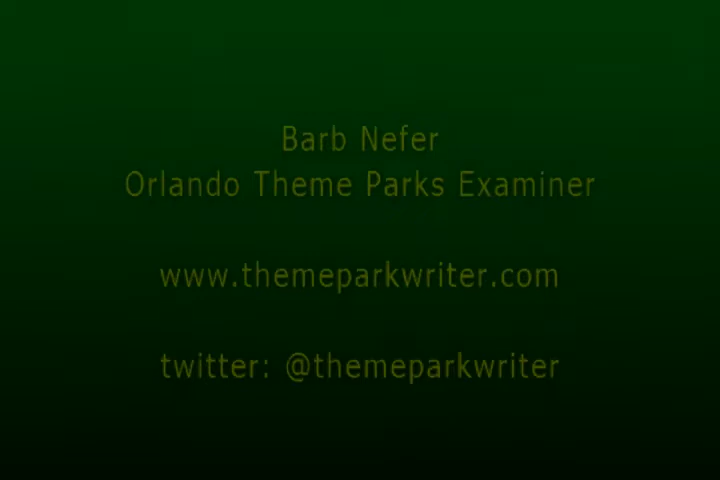 Barb Nefer
Orlando Theme Parks Examiner
www.themeparkwriter.com
twitter: @themeparkwriter